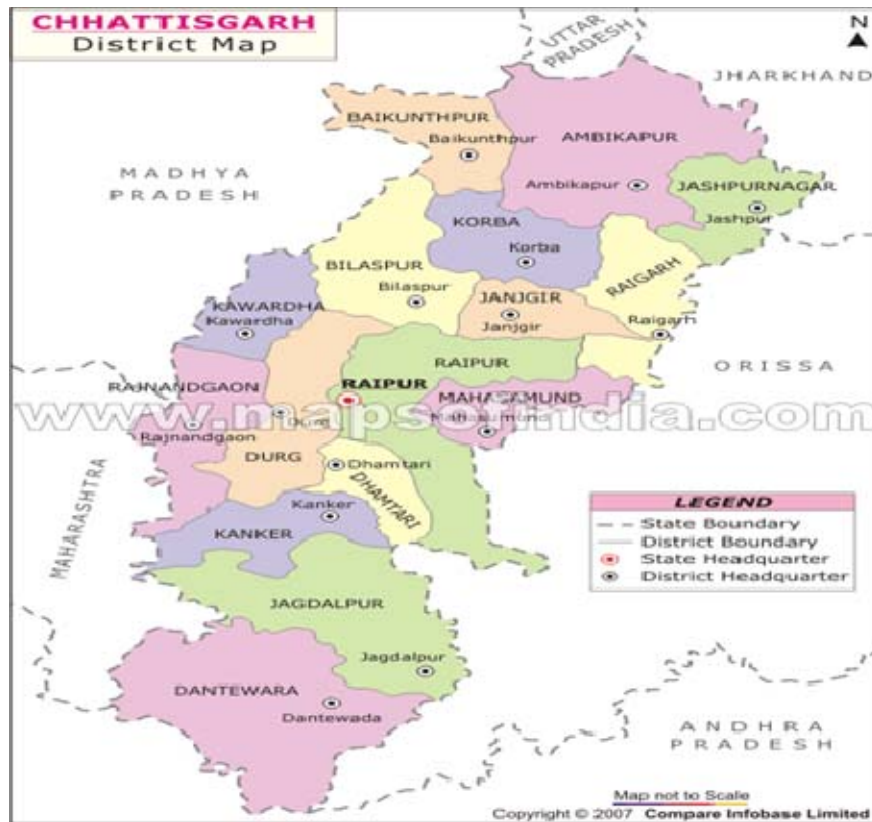 CHHATTISGARH
District Map
N
UTTAR
PRADESH
JHARKHAND
BAIKUNTHPUR
Baikunthpur
AMBIKAPUR
MADHYA
PRADESH
Ambikapur
JASHPURNAGAR
Jashpur
KORBA
Korba
BILASPUR
Bilaspur
RAIGARH
JANJGIR
Janjgir
Raigarh
KAWARDHA
Kawardha
RAIPUR
ORISSA
RAJNANDGAON
RAIPUR
MAHASAMUND
www.mapsofindia.com
Mahasamund
Durg
Rajnandgaon
DURG
Dhamtari
DHAMTARI
MAHARASHTRA
Kanker
KANKER
LEGEND
State Boundary
District Boundary
State Headquarter
District Headquarter
JAGDALPUR
Jagdalpur
DANTEWARA
Dantewada
ANDHRA
PRADESH
Map not to Scale
Copyright © 2007 Compare Infobase Limited